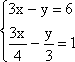 3x − y = 6
3x/4 − y/3 = 1